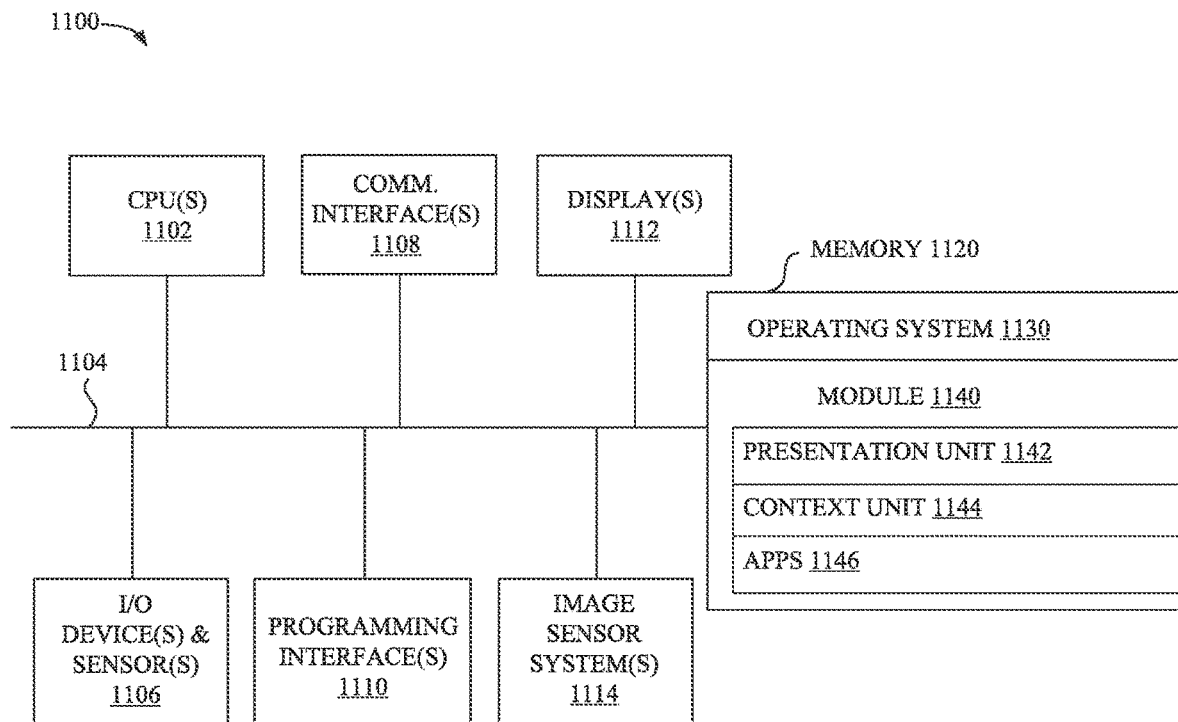 1100
CPU(S)
1102
COMM.
INTERFACE(S)
1108
DISPLAY(S)
1112
MEMORY 1120
OPERATING SYSTEM 1130
1104
MODULE 1140
PRESENTATION UNIT 1142
CONTEXT UNIT 1144
APPS 1146
I/O
DEVICE(S) &
SENSOR(S)
1106
PROGRAMMING
INTERFACE(S)
1110
IMAGE
SENSOR
SYSTEM(S)
1114